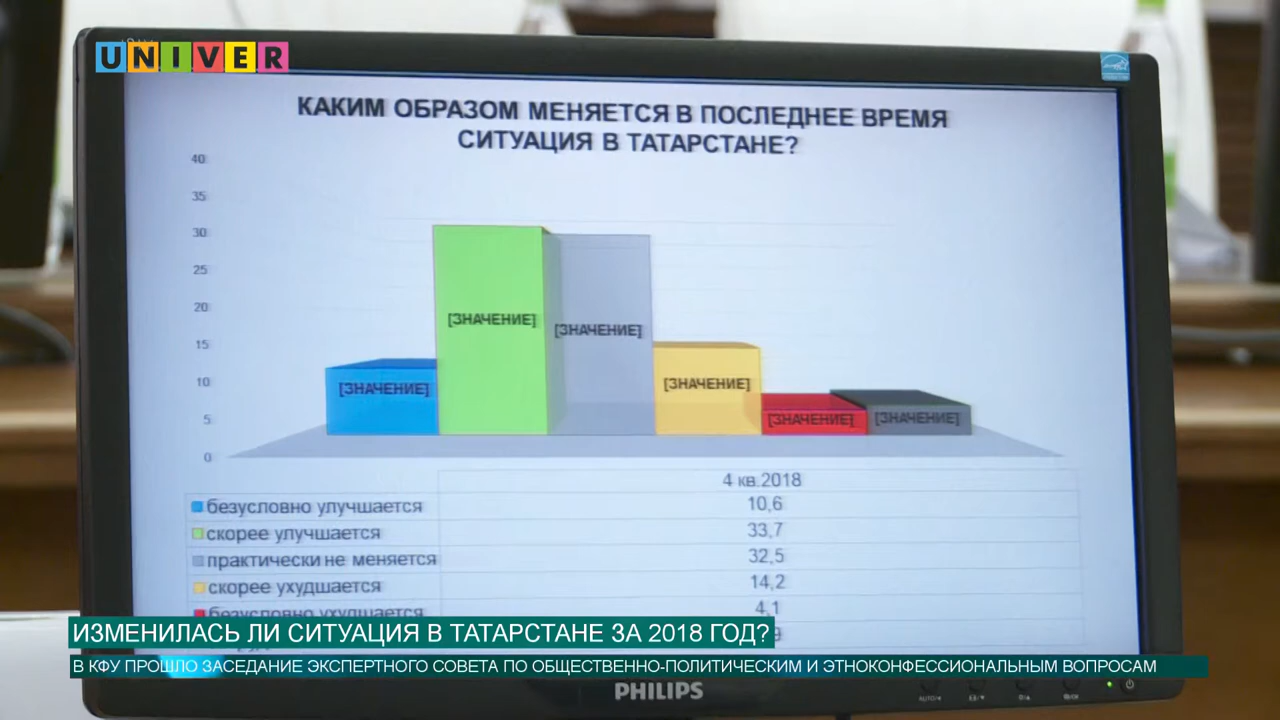 UNIVER
КАКИМ ОБРАЗОМ МЕНЯЕТСЯ В ПОСЛЕДНЕЕ ВРЕМЯ
СИТУАЦИЯ В ТАТАРСТАНЕ?
40
35
30
25
20
15
10
5
0
[ЗНАЧЕНИЕ]
[ЗНАЧЕНИЕ]
[ЗНАЧЕНИЕ]
[ЗНАЧЕНИЕ]
[ЗНАЧЕНИЕ]
[ЗНАЧЕНИЕ]
4 кв.2018
безусловно улучшается 10,6
скорее улучшается 33,7
практически не меняется 32,5
скорее ухудшается 14,2
безусловно ухудшается 4,1
ИЗМЕНИЛАСЬ ЛИ СИТУАЦИЯ В ТАТАРСТАНЕ ЗА 2018 ГОД?
В КФУ ПРОШЛО ЗАСЕДАНИЕ ЭКСПЕРТНОГО СОВЕТА ПО ОБЩЕСТВЕННО-ПОЛИТИЧЕСКИМ И ЭТНОКОНФЕССИОНАЛЬНЫМ ВОПРОСАМ
PHILIPS